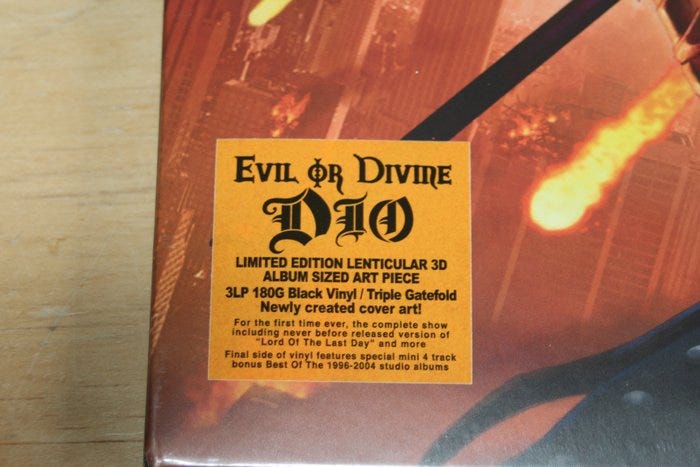 Evil or Divine
Dio
LIMITED EDITION LENTICULAR 3D
ALBUM SIZED ART PIECE
3LP 180G Black Vinyl / Triple Gatefold
Newly created cover art!
For the first time ever, the complete show
including never before released version of
"Lord Of The Last Day" and more
Final side of vinyl features special mini 4 track
bonus Best Of The 1996-2004 studio albums